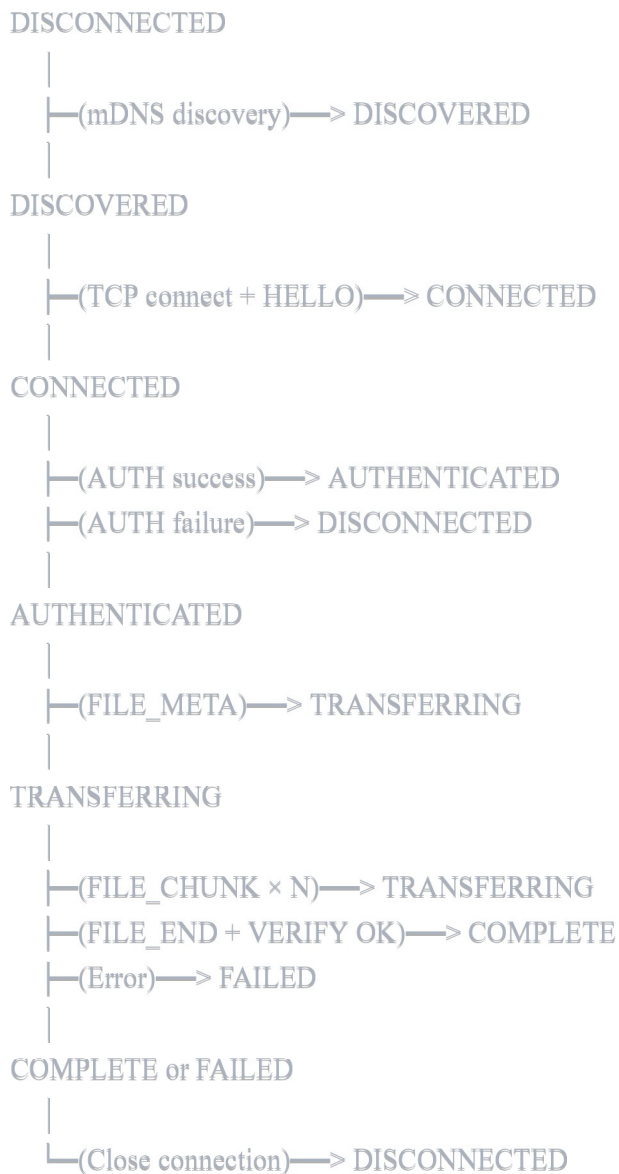 DISCONNECTED
(mDNS discovery)—> DISCOVERED
DISCOVERED
(TCP connect + HELLO)—> CONNECTED
CONNECTED
(AUTH success)—> AUTHENTICATED
(AUTH failure)—> DISCONNECTED
AUTHENTICATED
(FILE_META)—> TRANSFERRING
TRANSFERRING
(FILE_CHUNK × N)—> TRANSFERRING
(FILE_END + VERIFY OK)—> COMPLETE
(Error)—> FAILED
COMPLETE or FAILED
(Close connection)—> DISCONNECTED